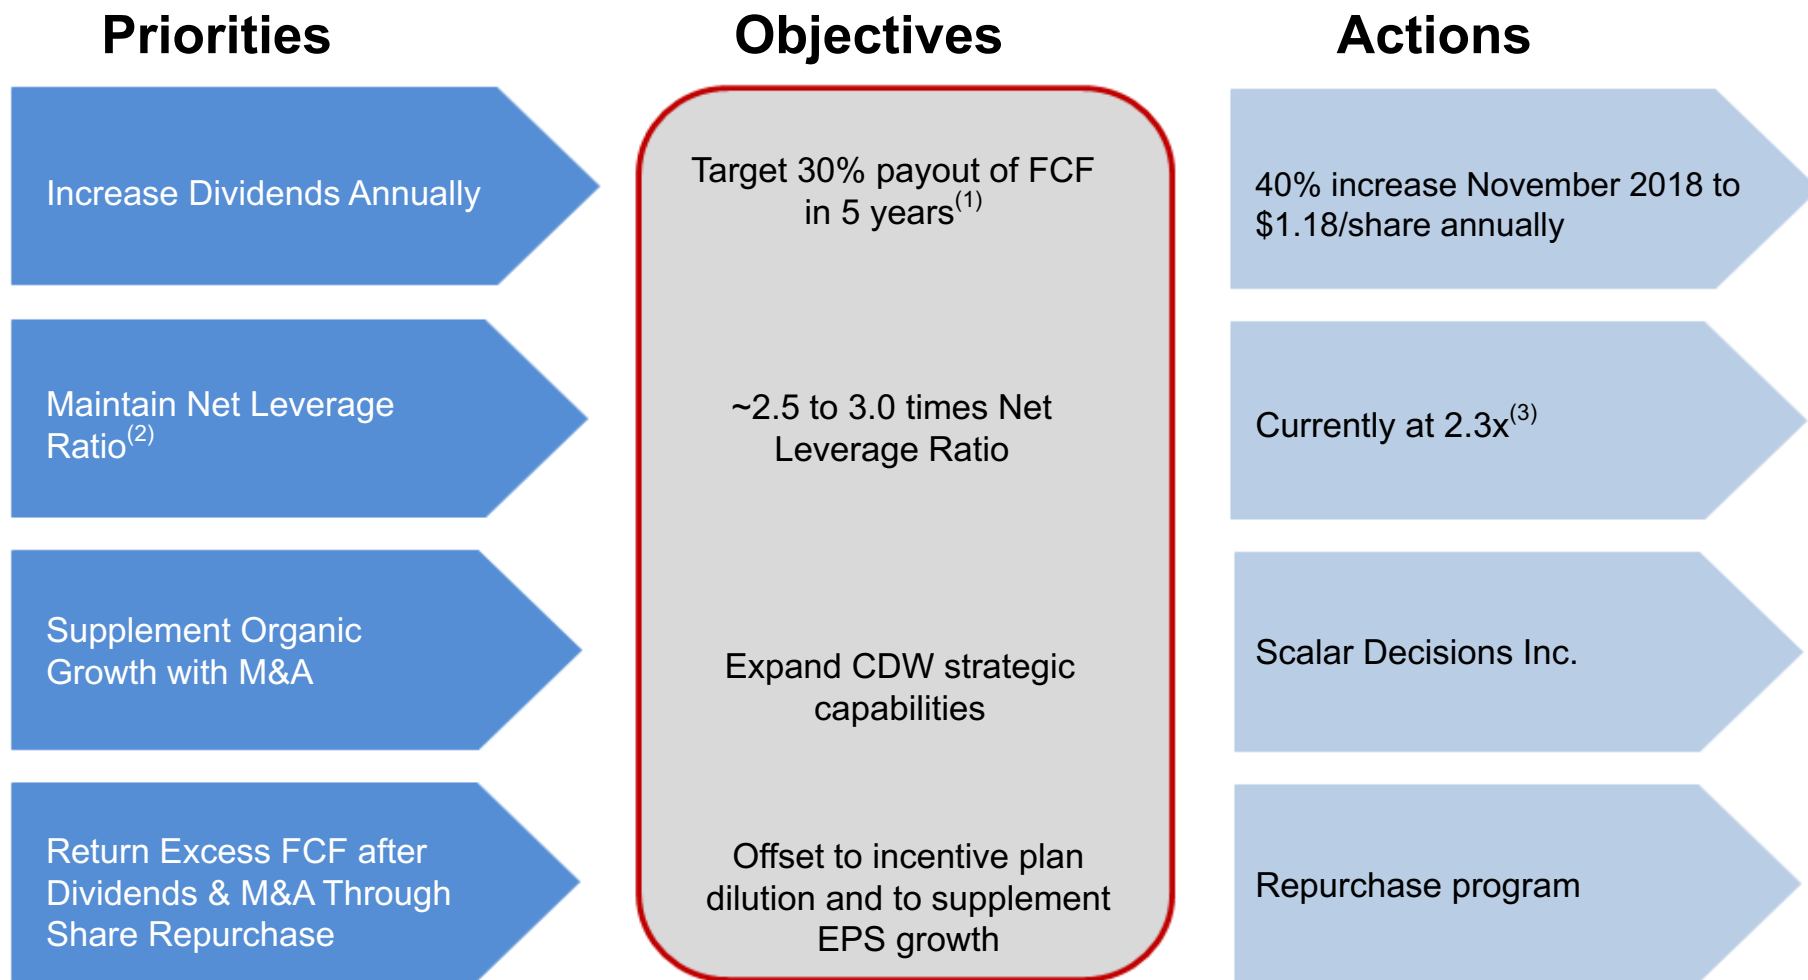 Priorities
Objectives
Actions
Increase Dividends Annually
Target 30% payout of FCF
in 5 years(1)
40% increase November 2018 to
$1.18/share annually
Maintain Net Leverage
Ratio(2)
~2.5 to 3.0 times Net
Leverage Ratio
Currently at 2.3x(3)
Supplement Organic
Growth with M&A
Expand CDW strategic
capabilities
Scalar Decisions Inc.
Return Excess FCF after
Dividends & M&A Through
Share Repurchase
Offset to incentive plan
dilution and to supplement
EPS growth
Repurchase program